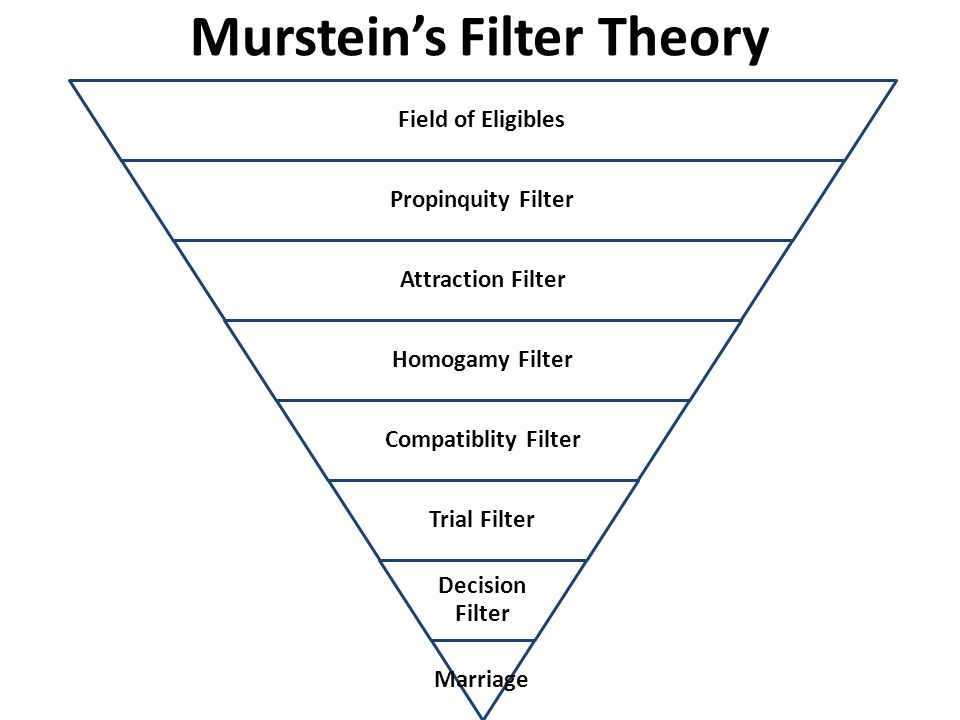 Murstein’s Filter Theory
Field of Eligibles
Propinquity Filter
Attraction Filter
Homogamy Filter
Compatiblity Filter
Trial Filter
Decision
Filter
Marriage